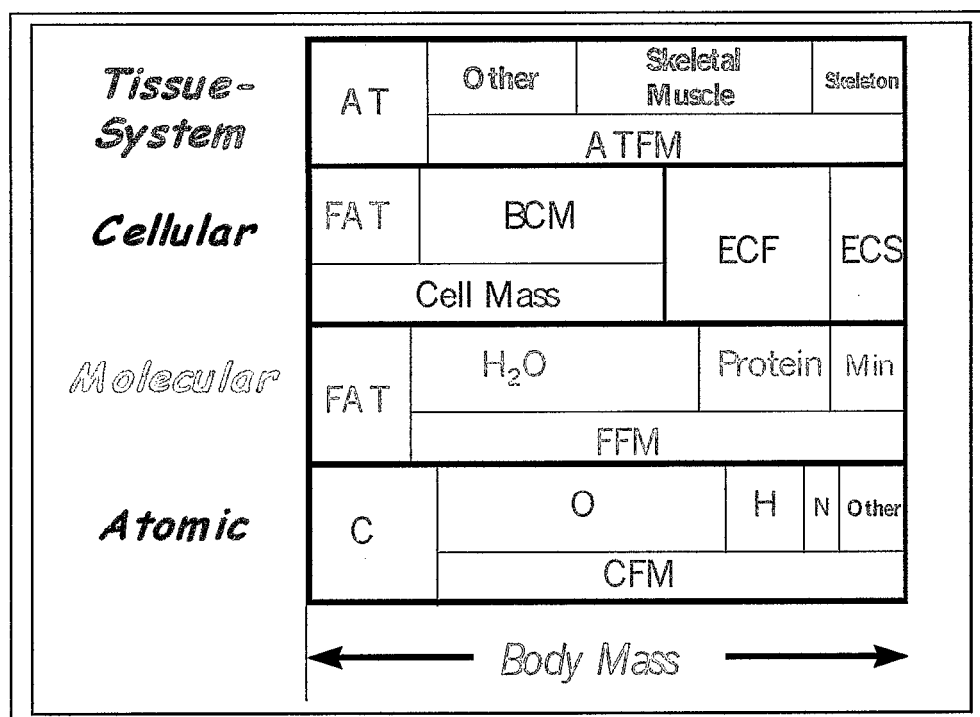 Tissue-
System
AT
Other
Skeletal
Muscle
Skeleton
ATFM
Cellular
FAT
BCM
ECF
ECS
Cell Mass
Molecular
FAT
H₂O
Protein
Min
FFM
Atomic
C
O
H
N
Other
CFM
Body Mass